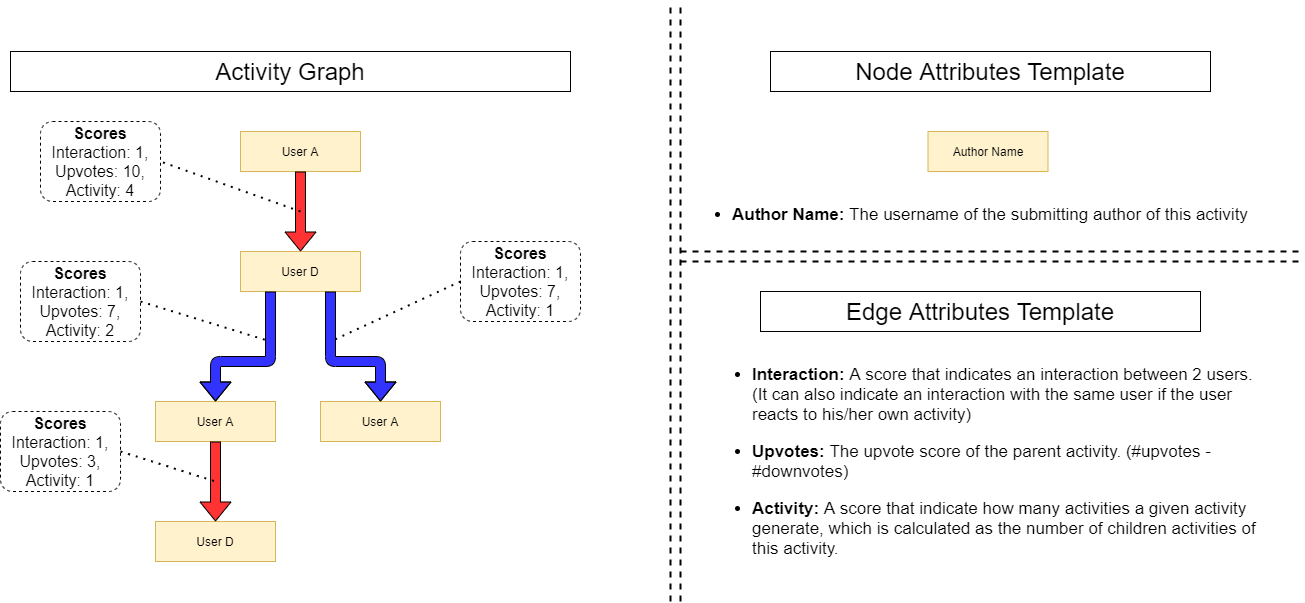 Activity Graph
Scores
Interaction: 1,
Upvotes: 10,
Activity: 4
User A
User D
Scores
Interaction: 1,
Upvotes: 7,
Activity: 2
Scores
Interaction: 1,
Upvotes: 7,
Activity: 1
User A
User A
Scores
Interaction: 1,
Upvotes: 3,
Activity: 1
User D
Node Attributes Template
Author Name
• Author Name: The username of the submitting author of this activity
Edge Attributes Template
• Interaction: A score that indicates an interaction between 2 users.
(It can also indicate an interaction with the same user if the user
reacts to his/her own activity)
• Upvotes: The upvote score of the parent activity. (#upvotes -
#downvotes)
• Activity: A score that indicate how many activities a given activity
generate, which is calculated as the number of children activities of
this activity.